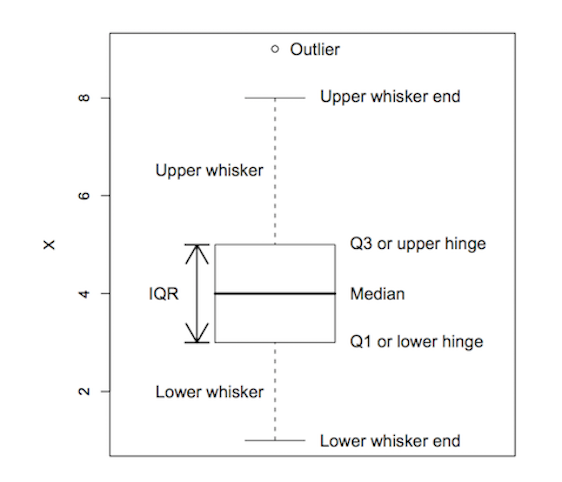 Outlier
8
Upper whisker end
Upper whisker
6
X
Q3 or upper hinge
IQR
4
Median
Q1 or lower hinge
2
Lower whisker
Lower whisker end